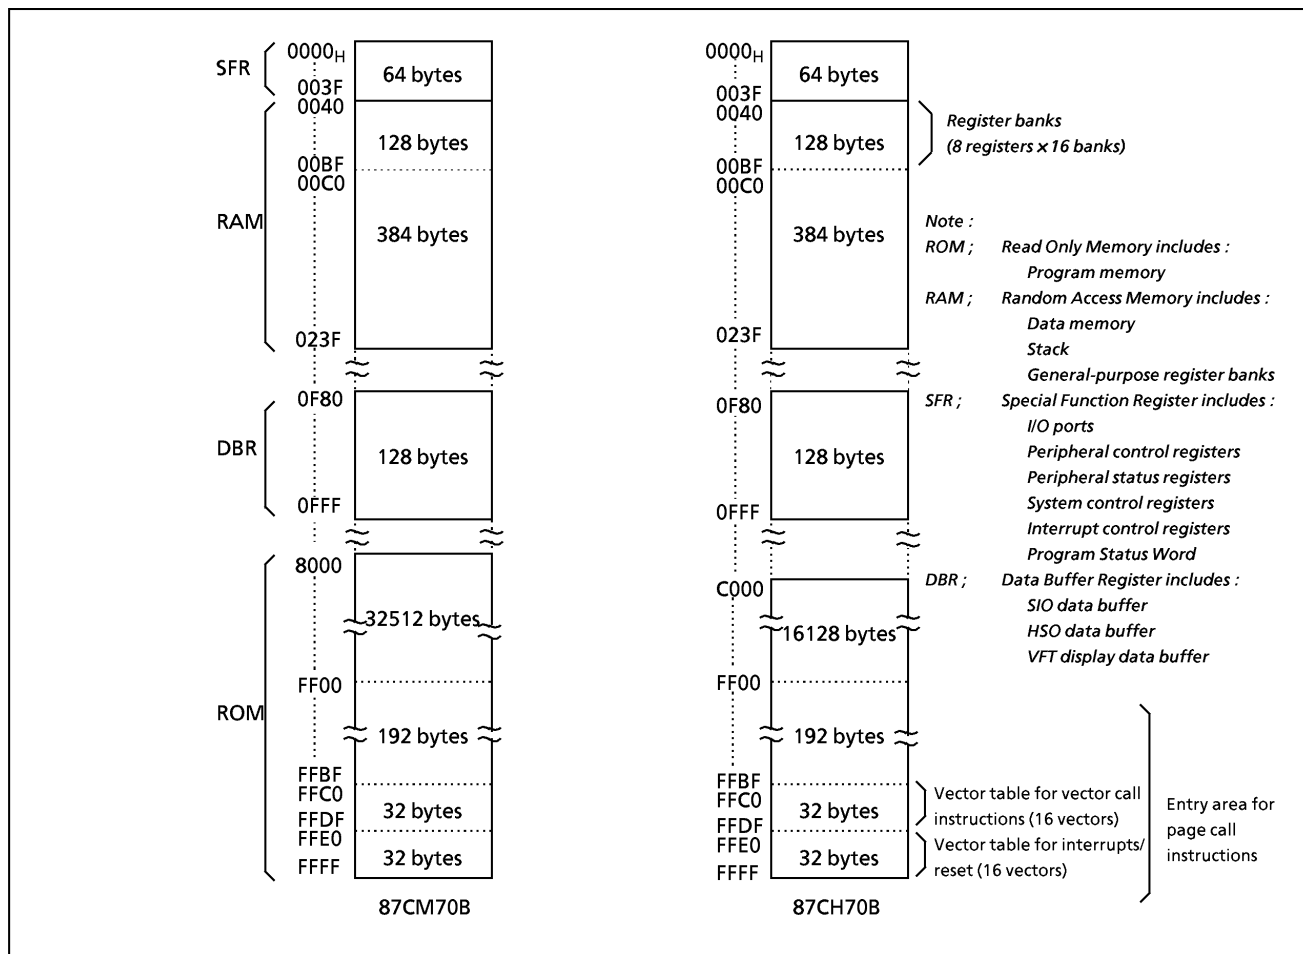 SFR
0000H
64 bytes
003F
0040
128 bytes
00BF
00C0
RAM
384 bytes
023F
0F80
DBR
128 bytes
0FFF
8000
32512 bytes
FF00
ROM
192 bytes
FFBF
FFC0
32 bytes
FFDF
FFE0
32 bytes
FFFF
87CM70B
0000H
64 bytes
003F
0040
128 bytes
00BF
00C0
384 bytes
023F
0F80
128 bytes
0FFF
C000
16128 bytes
FF00
192 bytes
FFBF
FFC0
32 bytes
FFDF
FFE0
32 bytes
FFFF
87CH70B
Register banks
(8 registers × 16 banks)
Note :
ROM ; Read Only Memory includes :
Program memory
RAM ; Random Access Memory includes :
Data memory
Stack
General-purpose register banks
SFR ; Special Function Register includes :
I/O ports
Peripheral control registers
Peripheral status registers
System control registers
Interrupt control registers
Program Status Word
DBR ; Data Buffer Register includes :
SIO data buffer
HSO data buffer
VFT display data buffer
Vector table for vector call
instructions (16 vectors)
Vector table for interrupts/
reset (16 vectors)
Entry area for
page call
instructions